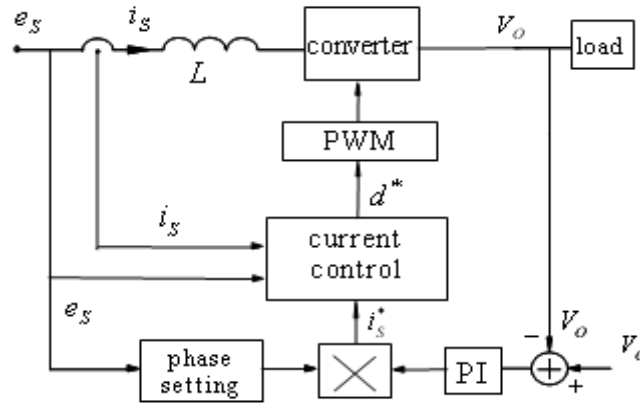 e_s
i_s
L
converter
V_o
load
PWM
d*
i_s
current
control
e_s
i_s^*
phase
setting
PI
−
V_o
+